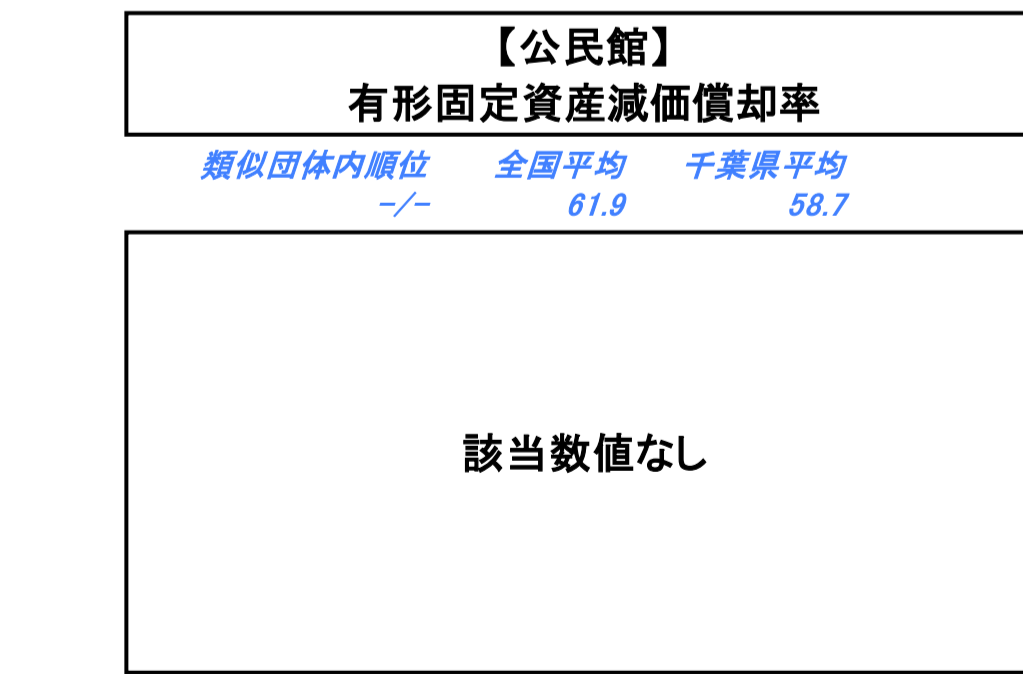 【公民館】
有形固定資産減価償却率
類似団体内順位 全国平均 千葉県平均
-/- 61.9 58.7
該当数値なし